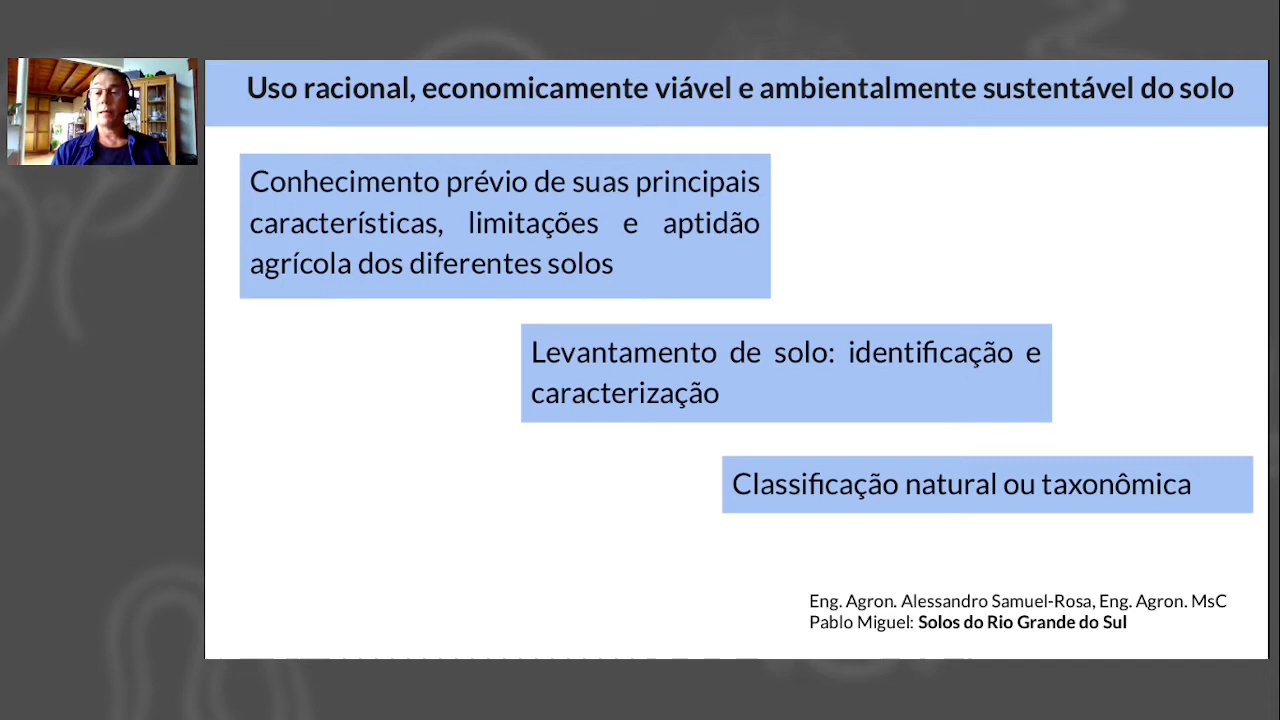 Uso racional, economicamente viável e ambientalmente sustentável do solo
Conhecimento prévio de suas principais
características, limitações e aptidão
agrícola dos diferentes solos
Levantamento de solo: identificação e
caracterização
Classificação natural ou taxonômica
Eng. Agron. Alessandro Samuel-Rosa, Eng. Agron. MsC
Pablo Miguel: Solos do Rio Grande do Sul